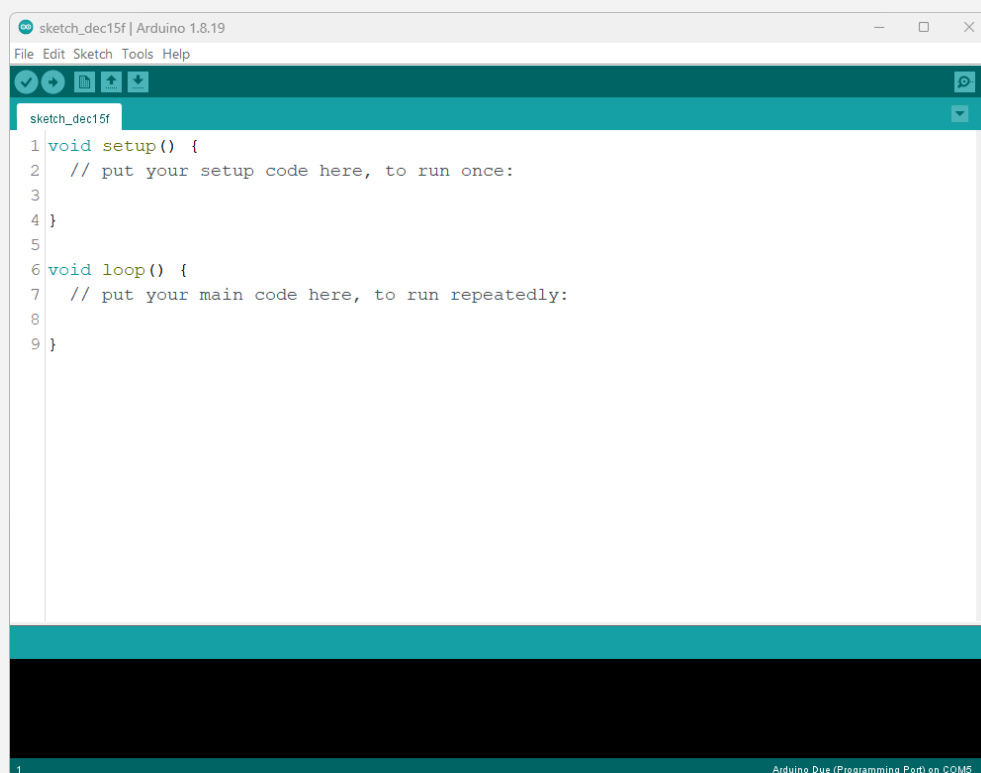 sketch_dec15f | Arduino 1.8.19
File Edit Sketch Tools Help
sketch_dec15f
1 void setup() {
2 // put your setup code here, to run once:
3
4 }
5
6 void loop() {
7 // put your main code here, to run repeatedly:
8
9 }
1 Arduino Due (Programming Port) on COM5